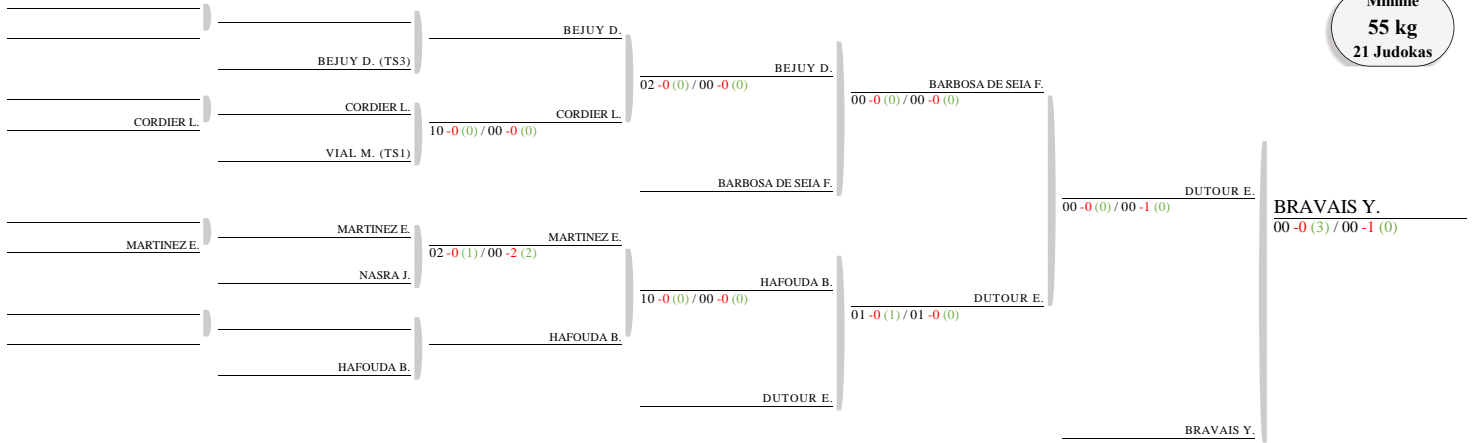 Minime
55 kg
21 Judokas
BEJUY D. (TS3)
CORDIER L.
CORDIER L.
VIAL M. (TS1)
MARTINEZ E.
MARTINEZ E.
NASRA J.
HAFOUDA B.
BEJUY D.
CORDIER L.
10 -0 (0) / 00 -0 (0)
MARTINEZ E.
02 -0 (1) / 00 -2 (2)
HAFOUDA B.
BEJUY D.
02 -0 (0) / 00 -0 (0)
BARBOSA DE SEIA F.
HAFOUDA B.
10 -0 (0) / 00 -0 (0)
DUTOUR E.
BARBOSA DE SEIA F.
00 -0 (0) / 00 -0 (0)
DUTOUR E.
01 -0 (1) / 01 -0 (0)
DUTOUR E.
00 -0 (0) / 00 -1 (0)
BRAVAIS Y.
BRAVAIS Y.
00 -0 (3) / 00 -1 (0)